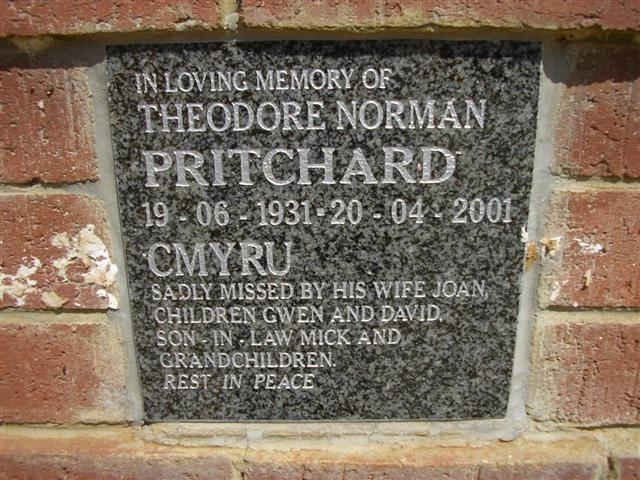 IN LOVING MEMORY OF
THEODORE NORMAN
PRITCHARD
19 - 06 - 1931 - 20 - 04 - 2001
CMYRU
SADLY MISSED BY HIS WIFE JOAN,
CHILDREN GWEN AND DAVID,
SON - IN - LAW MICK AND
GRANDCHILDREN.
REST IN PEACE